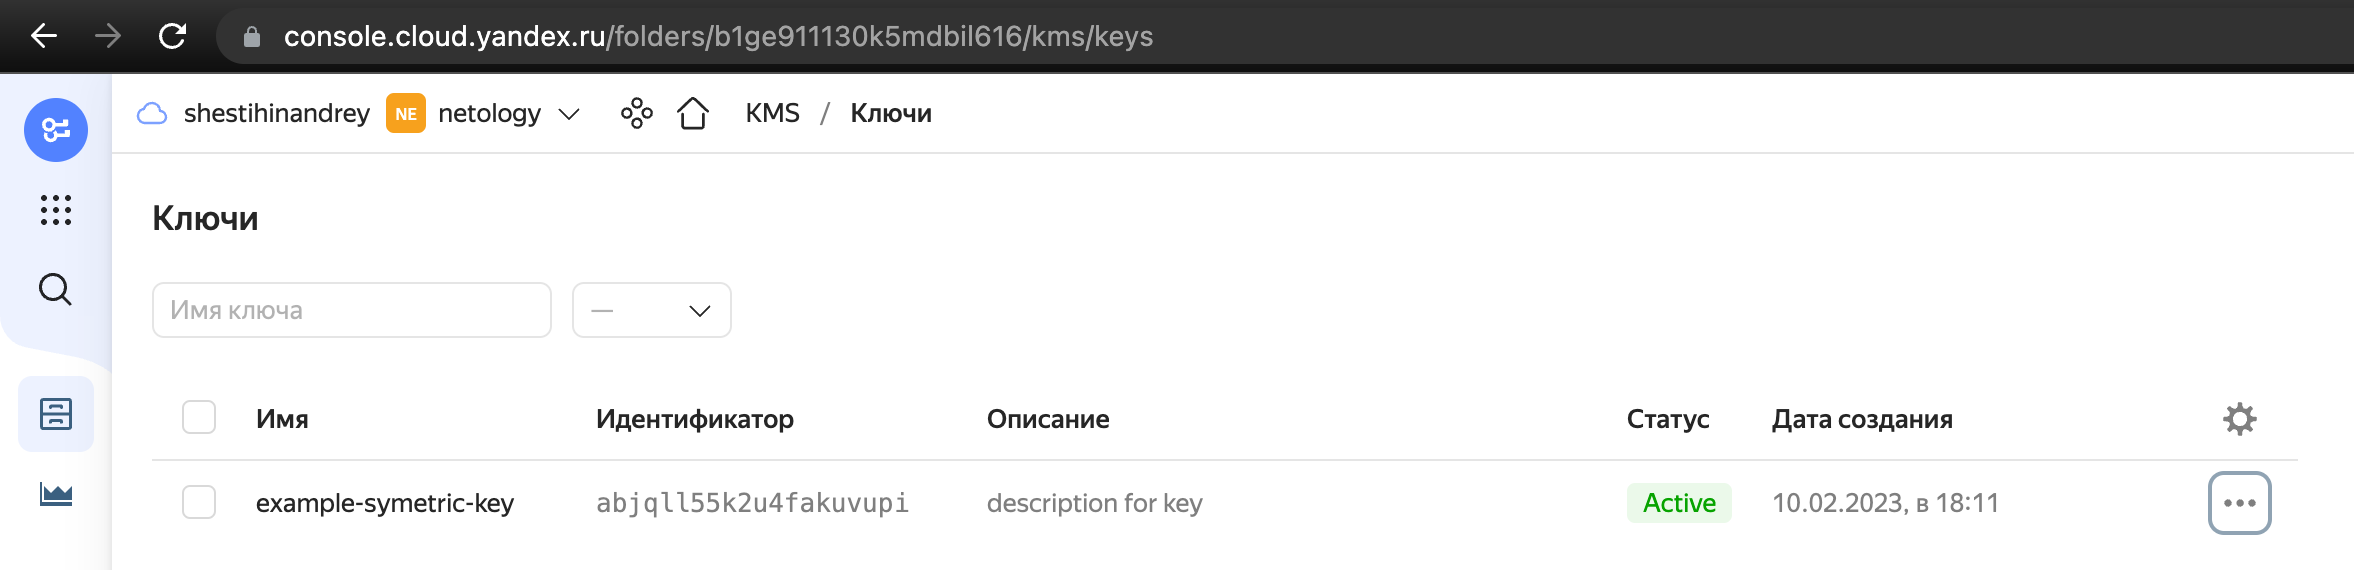 console.cloud.yandex.ru/folders/b1ge911130k5mdbil616/kms/keys
shestihinandrey NE netology KMS / Ключи
Ключи
Имя ключа —
Имя Идентификатор Описание Статус Дата создания
example-symetric-key abjqll55k2u4fakuvupi description for key Active 10.02.2023, в 18:11